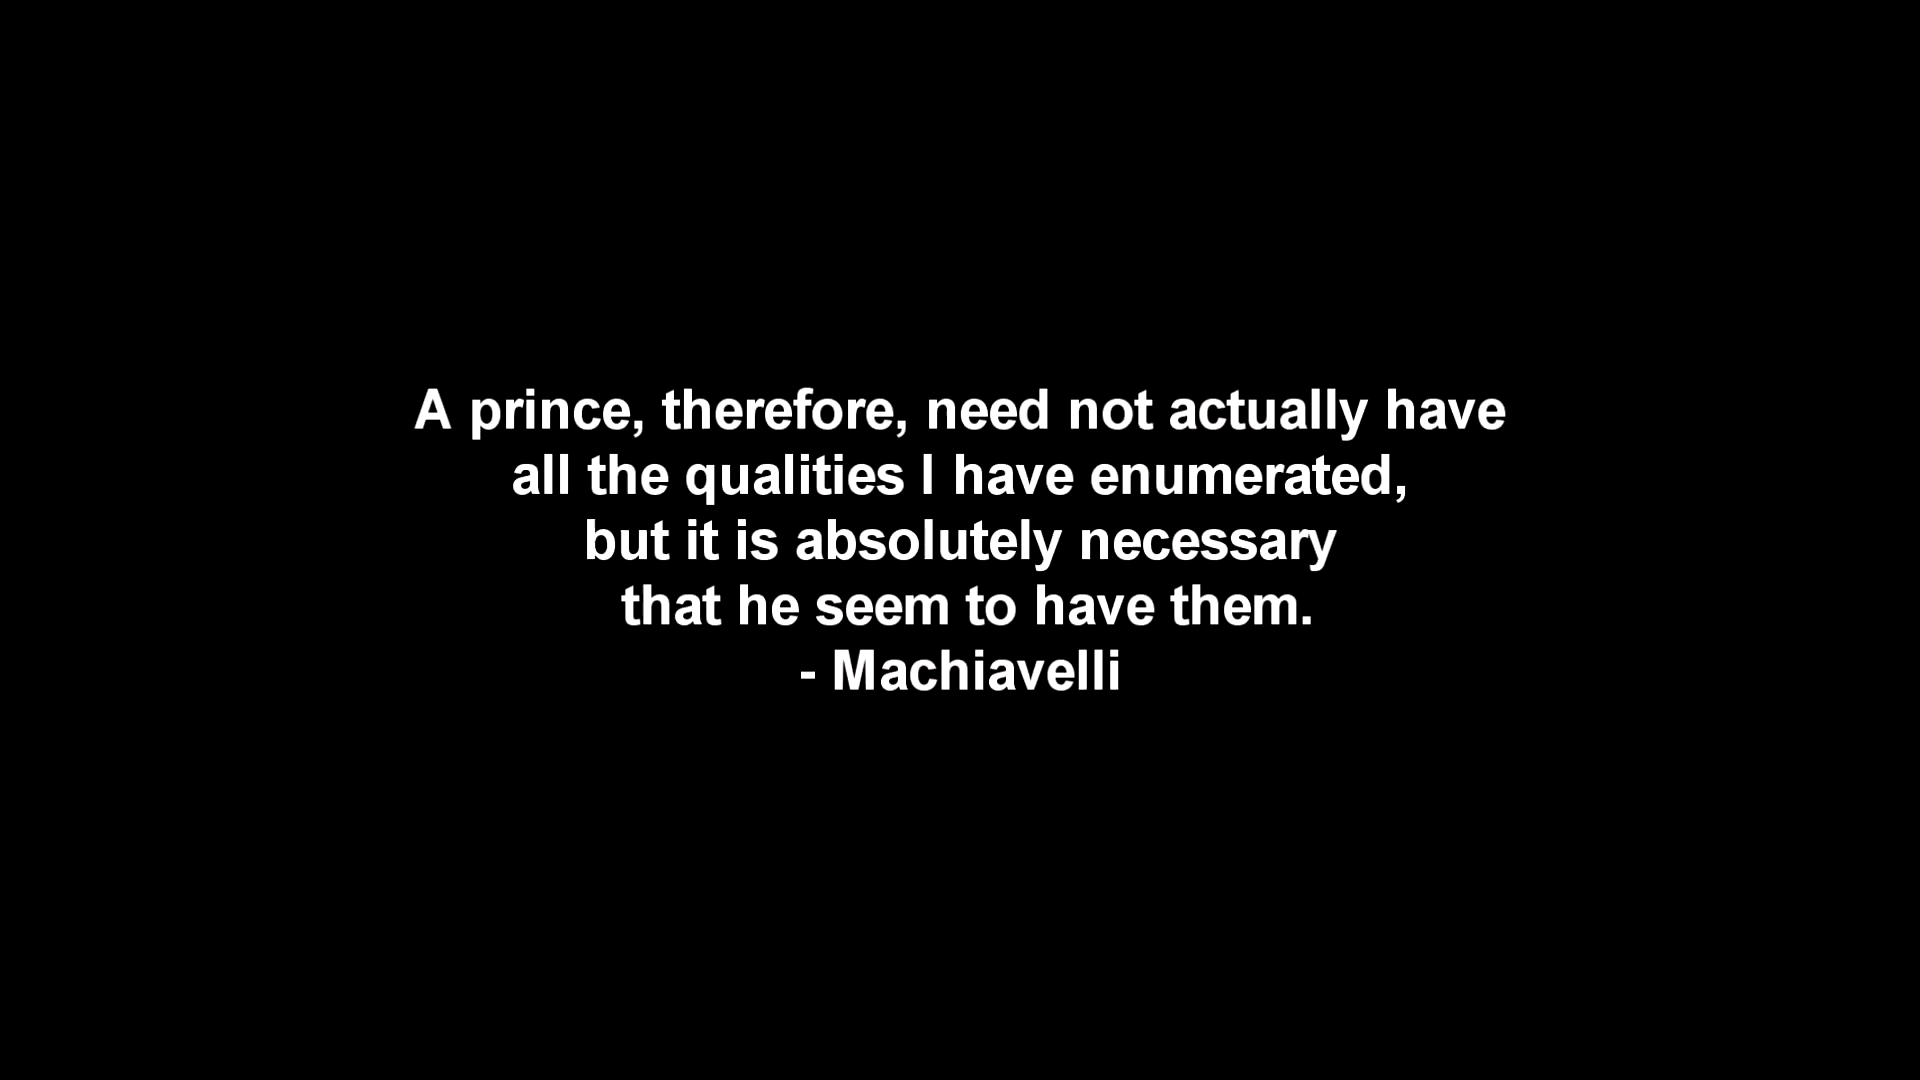 A prince, therefore, need not actually have
all the qualities I have enumerated,
but it is absolutely necessary
that he seem to have them.
- Machiavelli